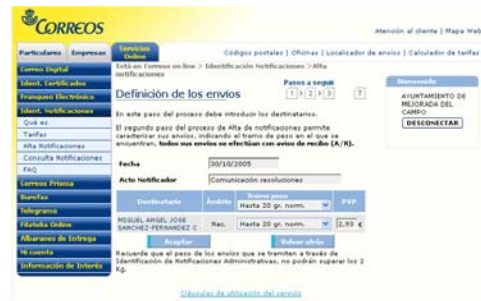 CORREOS
Atención al cliente | Mapa Web
Particulares Empresas Servicios Online
Códigos postales | Oficinas | Localizador de envíos | Calculador de tarifas
Correo Digital
Ident. Certificados
Franqueo Electrónico
Ident. Notificaciones
Qué es
Tarifas
Alta Notificaciones
Consulta Notificaciones
FAQ
Correos Prisma
Burofax
Telegrama
Filatelia Online
Albaranes de Entrega
Mi cuenta
Información de Interés
Está en Correos on line > Identificación Notificaciones > Alta notificaciones
Definición de los envíos
Pasos a seguir
1 > 2 > 3
?
En este paso del proceso debe introducir los destinatarios.
El segundo paso del proceso de Alta de notificaciones permite
caracterizar sus envíos, indicando el tramo de peso en el que se
encuentran, todos sus envíos se efectúan con aviso de recibo (A/R).
Fecha 30/10/2005
Acto Notificador Comunicación resoluciones
Destinatario Ámbito Tramo peso PVP
Hasta 20 gr. norm.
MIGUEL ANGEL JOSE
SANCHEZ-FERNANDEZ C Nac. Hasta 20 gr. norm. 2,93 €
Aceptar Volver atrás
Recuerde que el peso de los envíos que se tramiten a través de
Identificación de Notificaciones Administrativas, no podrán superar los 2
Kg.
Cláusulas de utilización del servicio
Bienvenido
AYUNTAMIENTO DE
MEJORADA DEL
CAMPO
DESCONECTAR